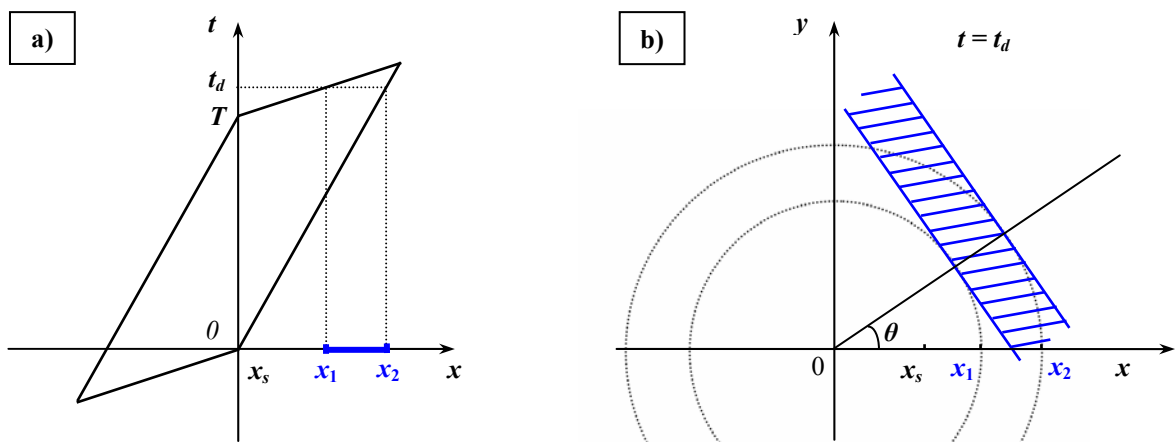 a)
t
t_d
T
0
x_s
x_1
x_2
x
b)
y
t = t_d
θ
0
x_s
x_1
x_2
x